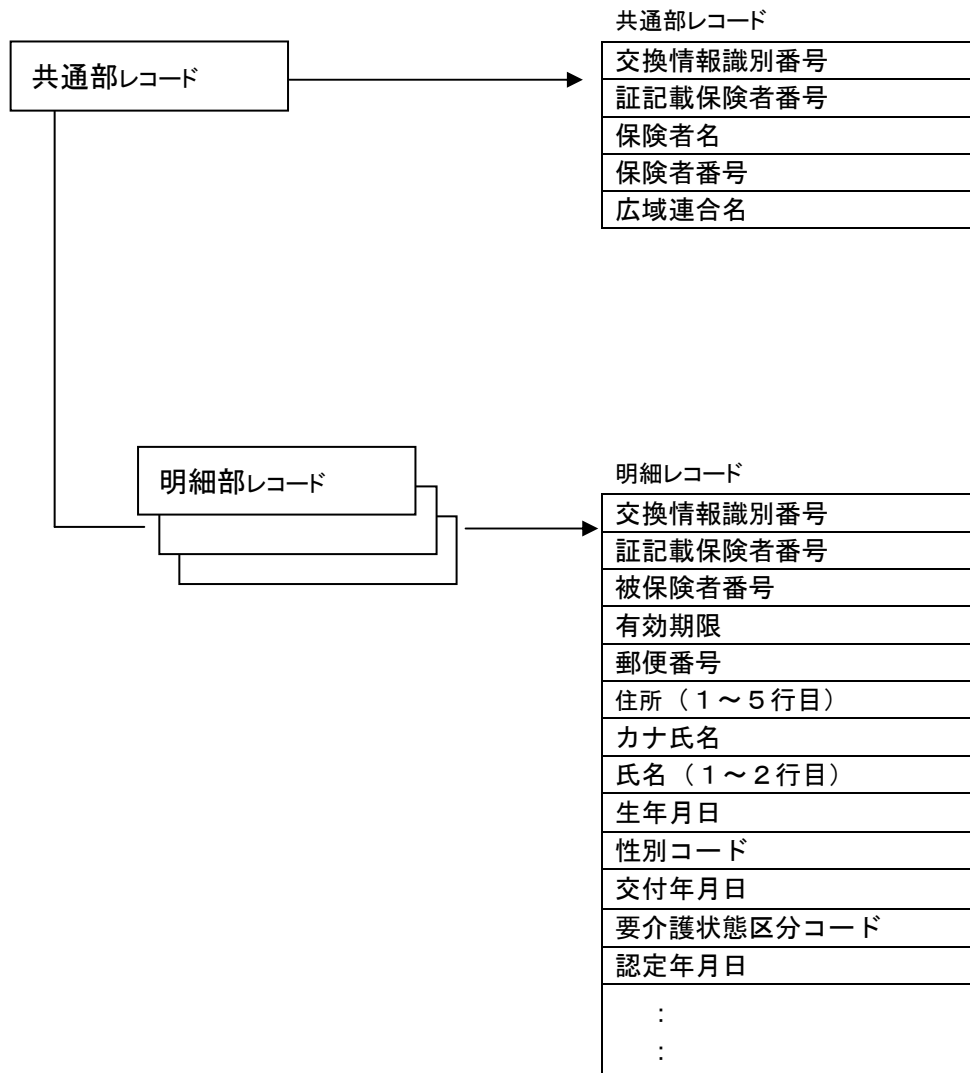 共通部レコード
共通部レコード
交換情報識別番号
証記載保険者番号
保険者名
保険者番号
広域連合名
明細部レコード
明細レコード
交換情報識別番号
証記載保険者番号
被保険者番号
有効期限
郵便番号
住所（１～５行目）
カナ氏名
氏名（１～２行目）
生年月日
性別コード
交付年月日
要介護状態区分コード
認定年月日
：
：